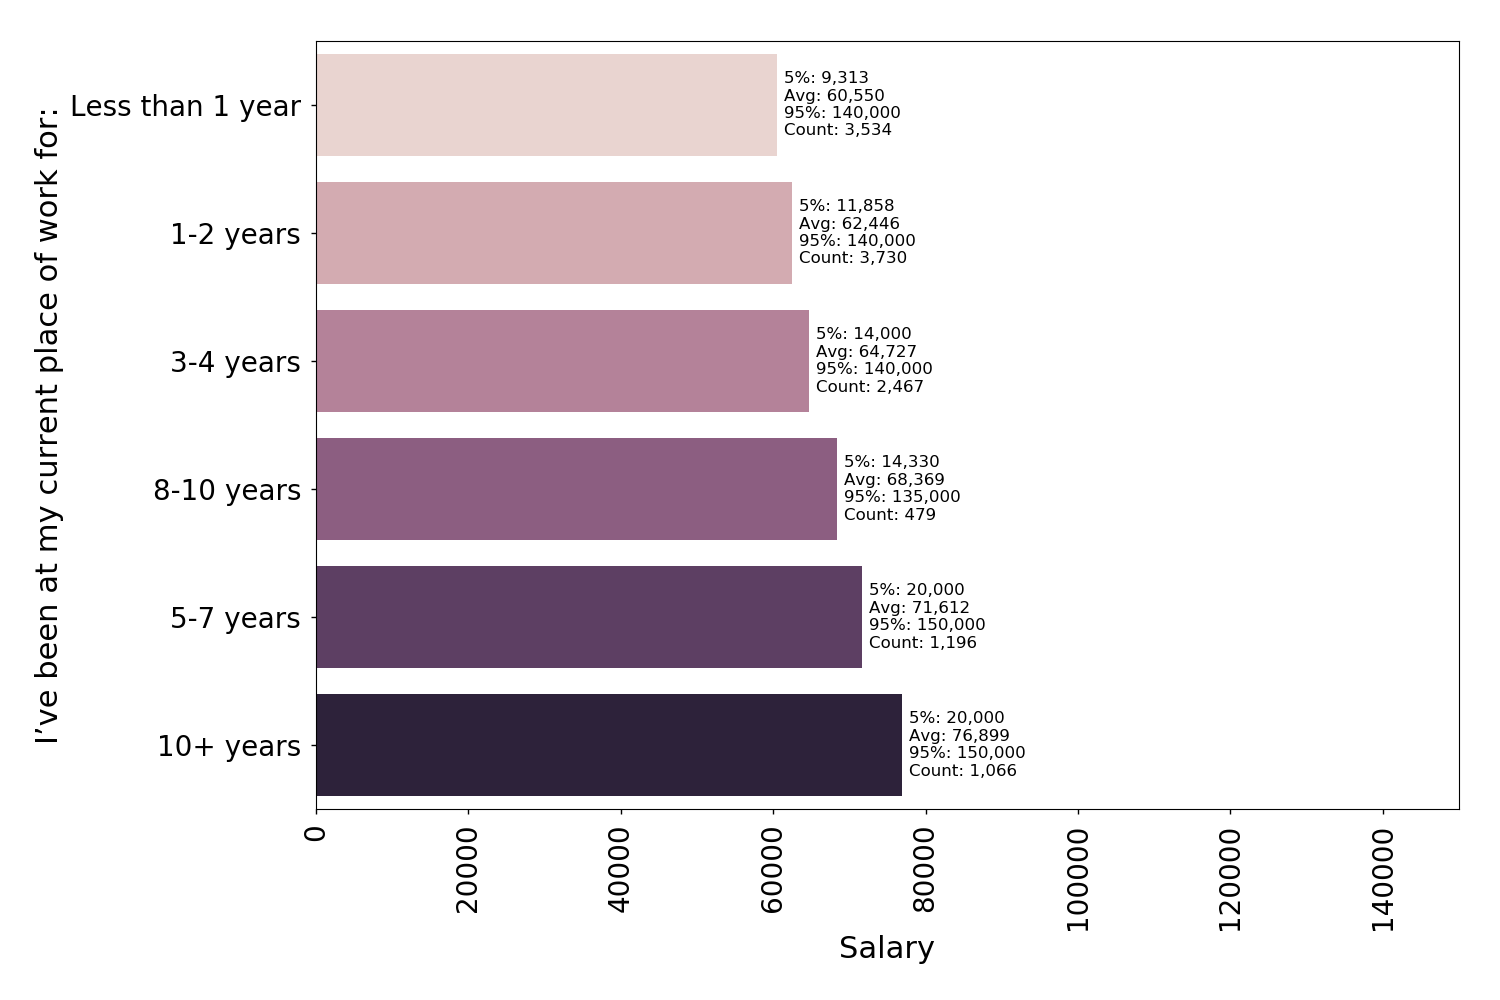 I’ve been at my current place of work for:
Less than 1 year
5%: 9,313
Avg: 60,550
95%: 140,000
Count: 3,534
1-2 years
5%: 11,858
Avg: 62,446
95%: 140,000
Count: 3,730
3-4 years
5%: 14,000
Avg: 64,727
95%: 140,000
Count: 2,467
8-10 years
5%: 14,330
Avg: 68,369
95%: 135,000
Count: 479
5-7 years
5%: 20,000
Avg: 71,612
95%: 150,000
Count: 1,196
10+ years
5%: 20,000
Avg: 76,899
95%: 150,000
Count: 1,066
0
20000
40000
60000
80000
100000
120000
140000
Salary